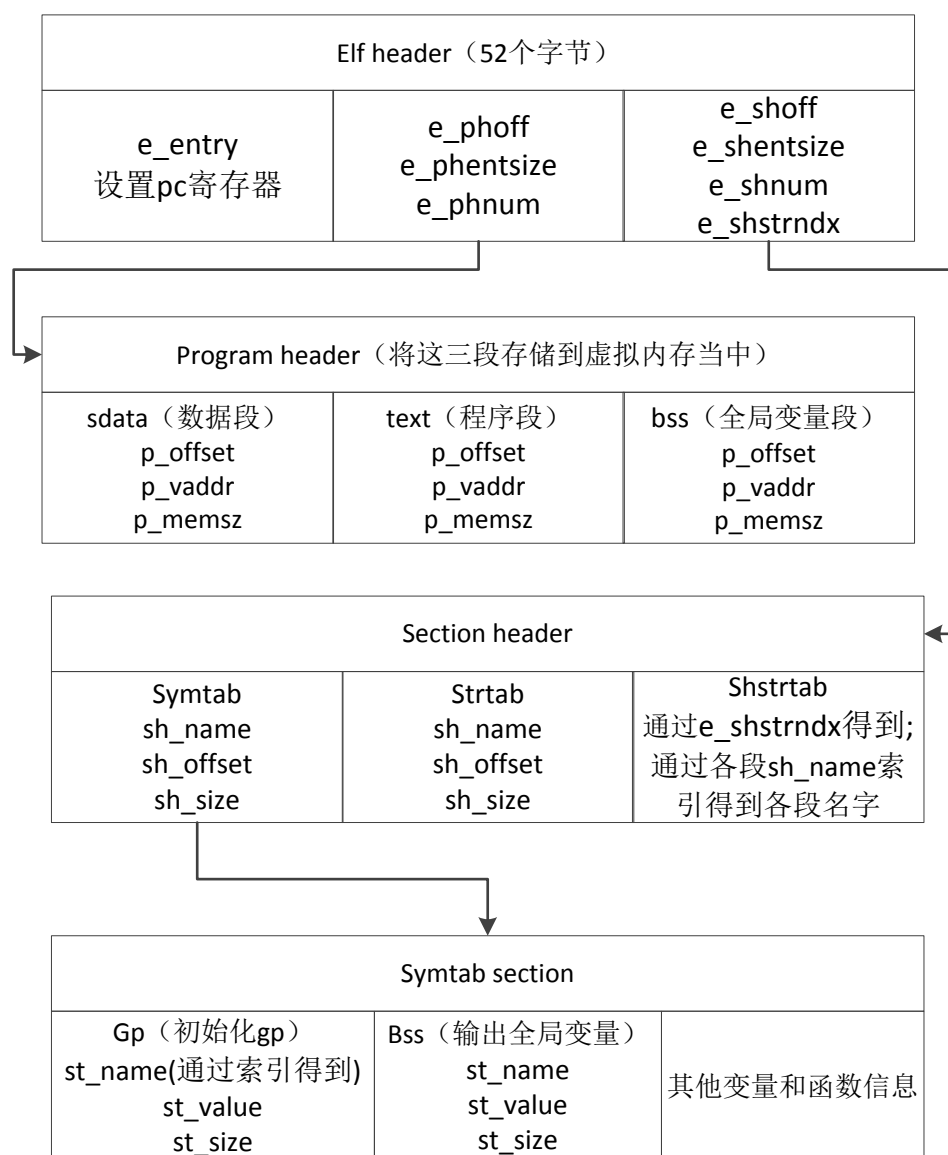 Elf header（52个字节）
e_entry
设置pc寄存器
e_phoff
e_phentsize
e_phnum
e_shoff
e_shentsize
e_shnum
e_shstrndx
Program header（将这三段存储到虚拟内存当中）
sdata（数据段）
p_offset
p_vaddr
p_memsz
text（程序段）
p_offset
p_vaddr
p_memsz
bss（全局变量段）
p_offset
p_vaddr
p_memsz
Section header
Symtab
sh_name
sh_offset
sh_size
Strtab
sh_name
sh_offset
sh_size
Shstrtab
通过e_shstrndx得到;
通过各段sh_name索
引得到各段名字
Symtab section
Gp（初始化gp）
st_name(通过索引得到)
st_value
st_size
Bss（输出全局变量）
st_name
st_value
st_size
其他变量和函数信息